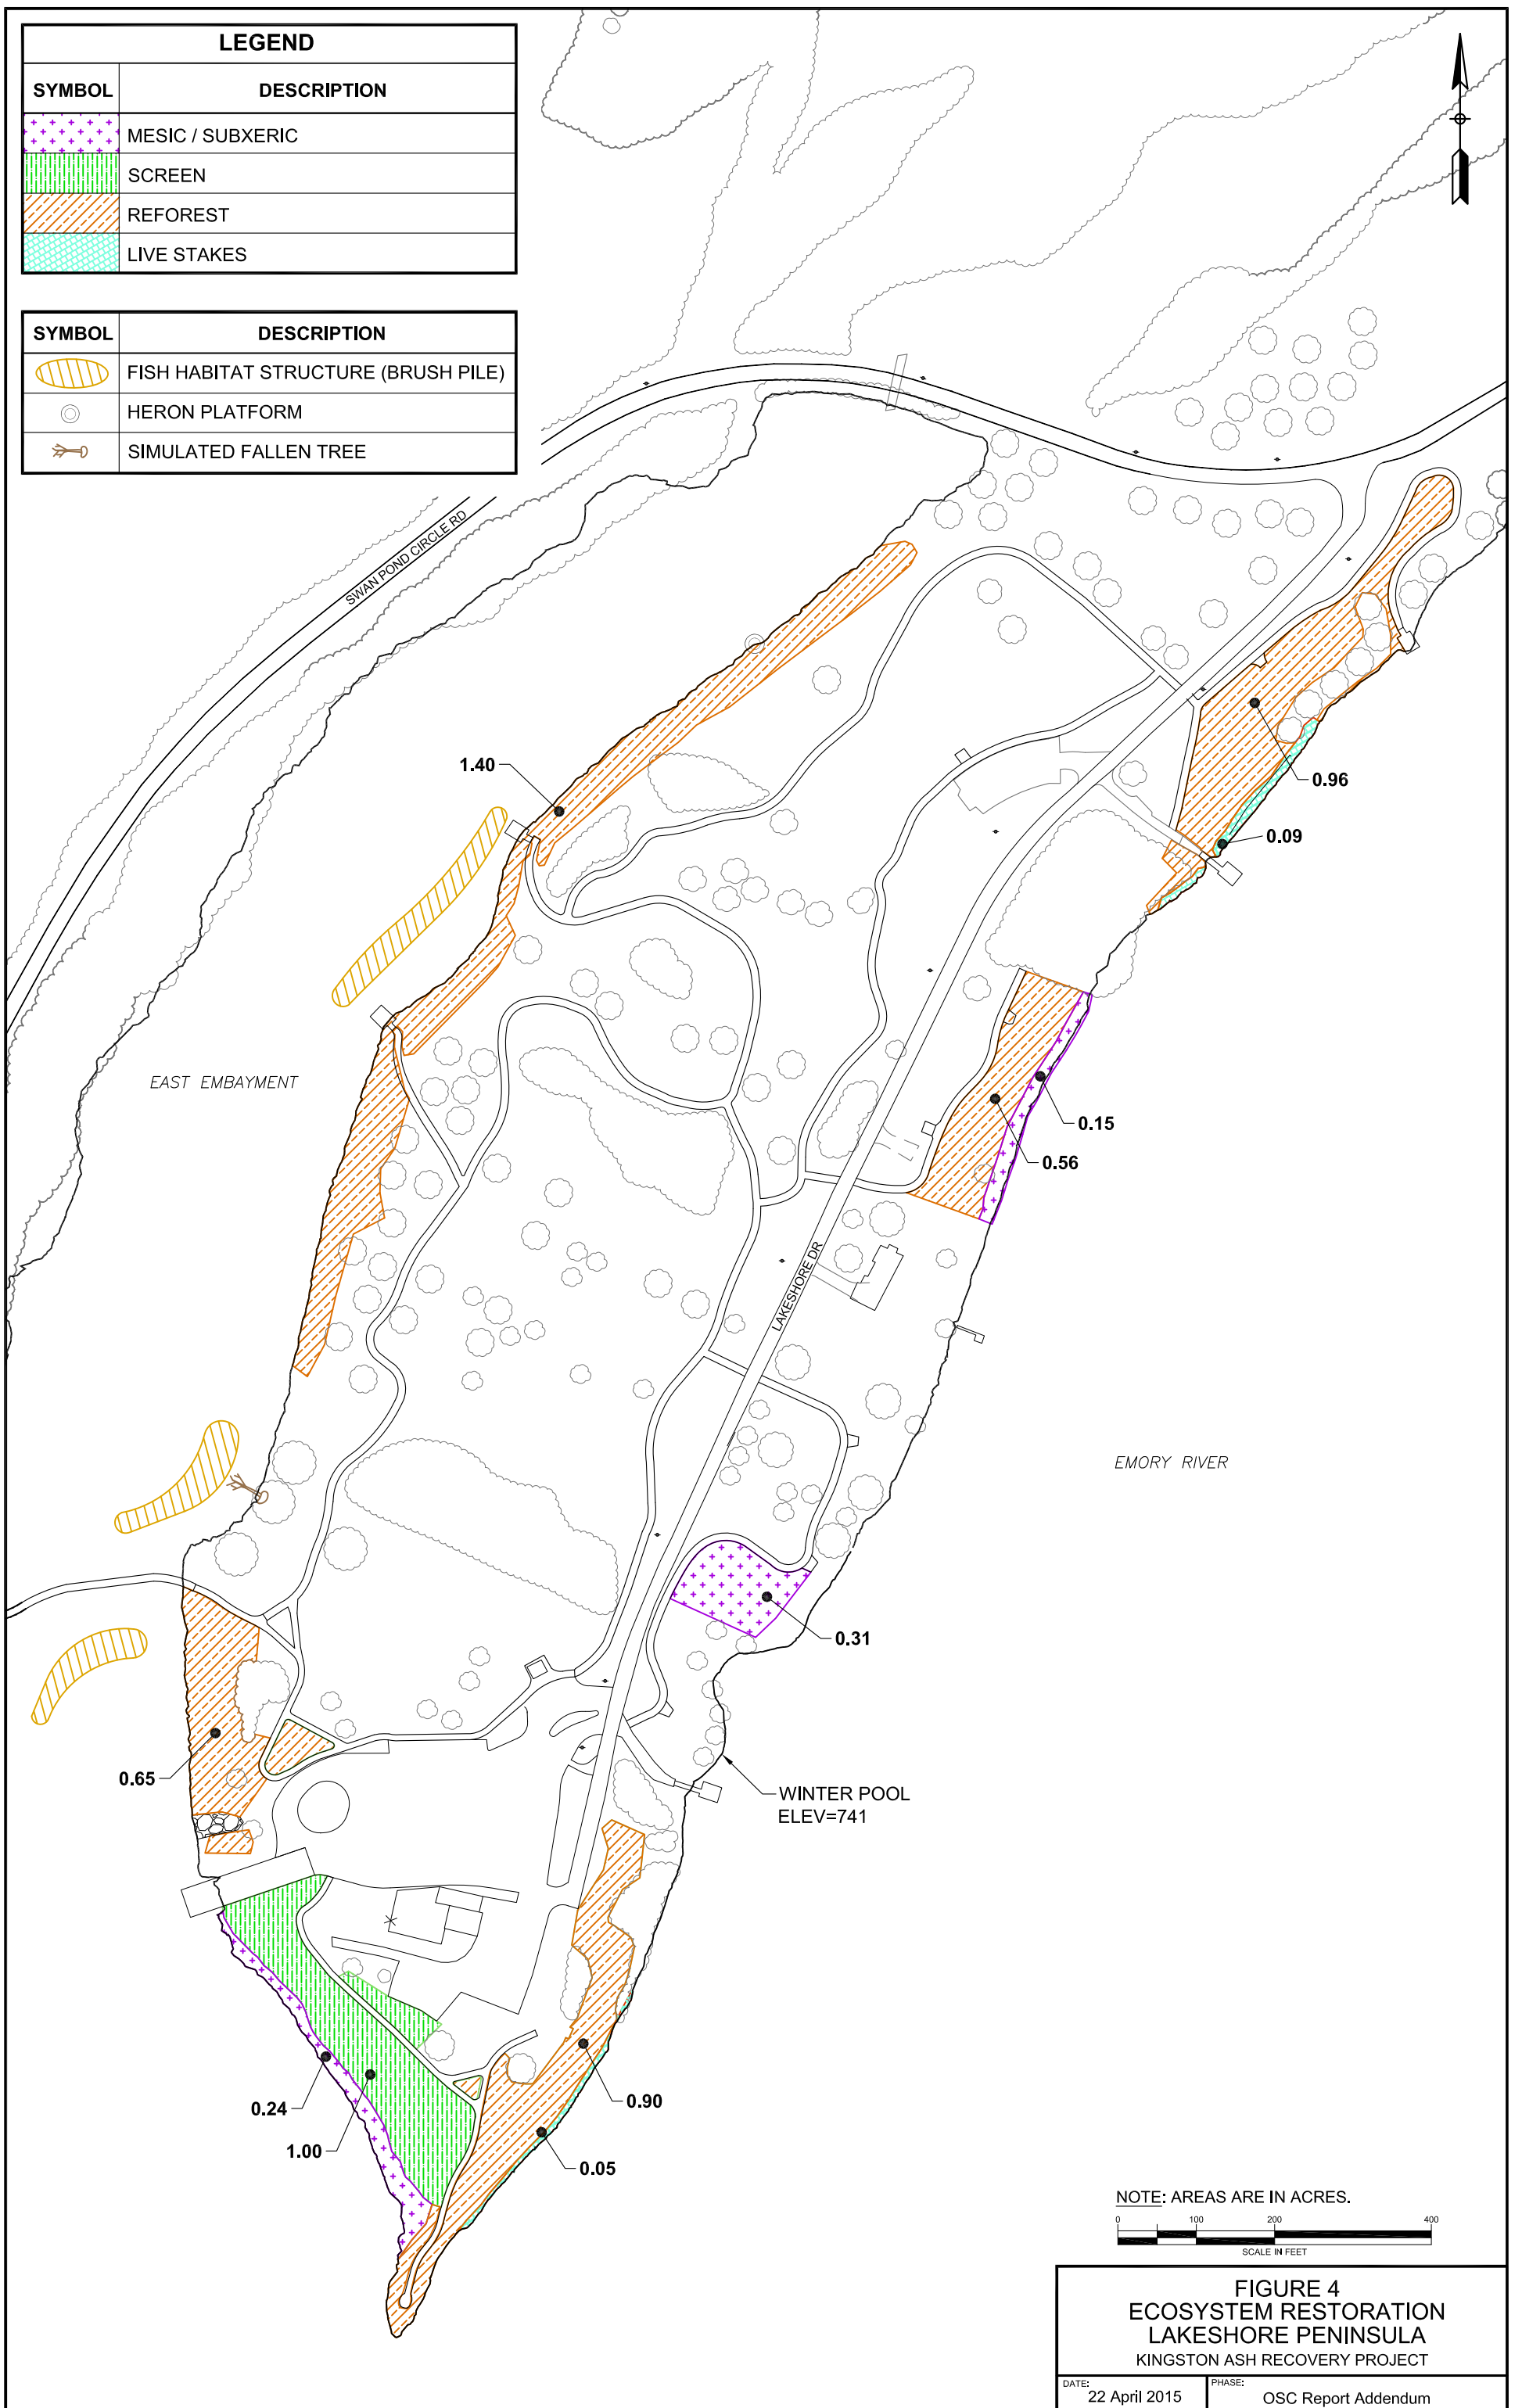 LEGEND
SYMBOL DESCRIPTION
MESIC / SUBXERIC
SCREEN
REFOREST
LIVE STAKES
SYMBOL DESCRIPTION
FISH HABITAT STRUCTURE (BRUSH PILE)
HERON PLATFORM
SIMULATED FALLEN TREE
SWAN POND CIRCLE RD
1.40
0.96
0.09
EAST EMBAYMENT
0.15
0.56
LAKESHORE DR
EMORY RIVER
0.31
0.65
WINTER POOL
ELEV=741
0.24
0.90
1.00
0.05
NOTE: AREAS ARE IN ACRES.
0 100 200 400
SCALE IN FEET
FIGURE 4
ECOSYSTEM RESTORATION
LAKESHORE PENINSULA
KINGSTON ASH RECOVERY PROJECT
DATE: PHASE:
22 April 2015 OSC Report Addendum